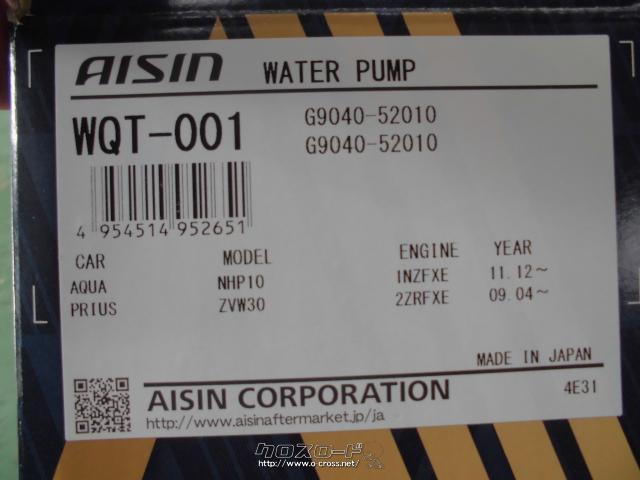 AISIN WATER PUMP
WQT-001 G9040-52010
G9040-52010
4 954514 952651
CAR MODEL ENGINE YEAR
AQUA NHP10 1NZFXE 11.12~
PRIUS ZVW30 2ZRFXE 09.04~
MADE IN JAPAN
AISIN CORPORATION 4E31
http://www.aisinaftermarket.jp/ja
クロスロード
http://www.o-cross.net/